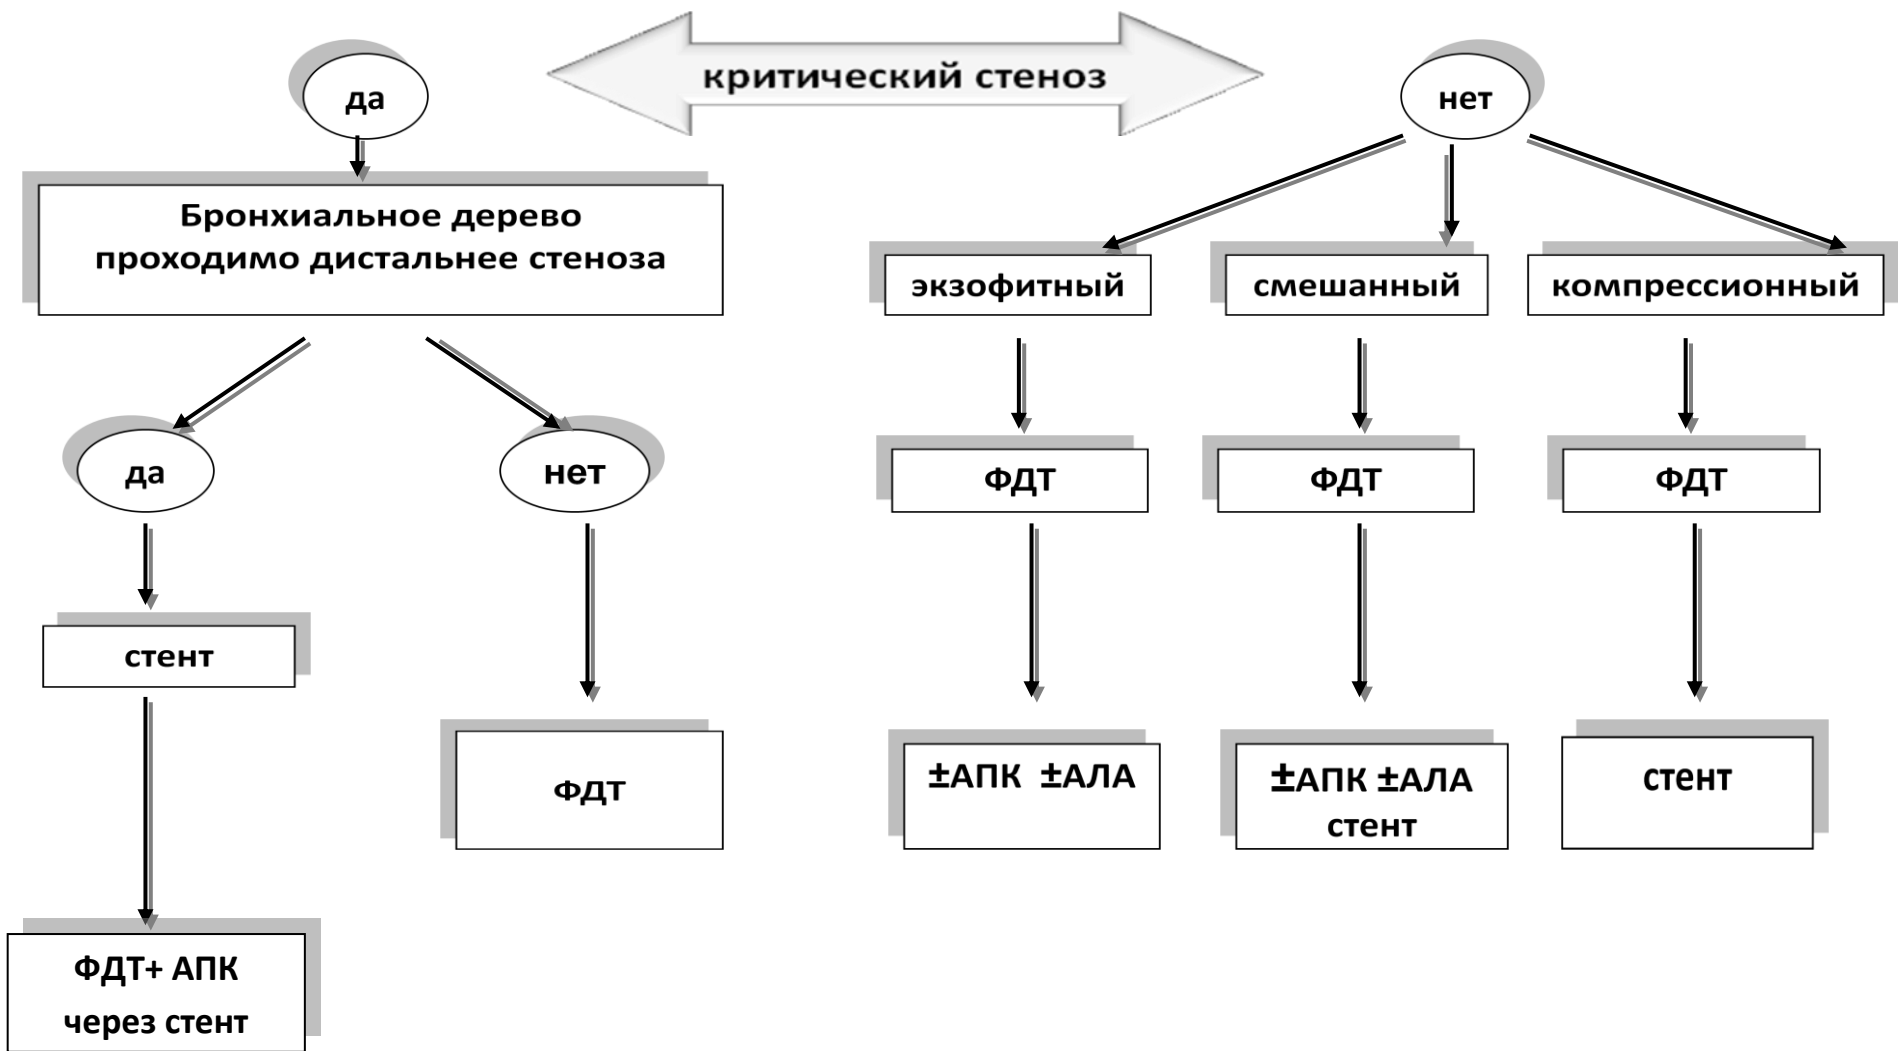 критический стеноз
да
нет
Бронхиальное дерево
проходимо дистальнее стеноза
экзофитный
смешанный
компрессионный
да
нет
ФДТ
ФДТ
ФДТ
стент
ФДТ
±АПК ±АЛА
±АПК ±АЛА
стент
стент
ФДТ+ АПК
через стент